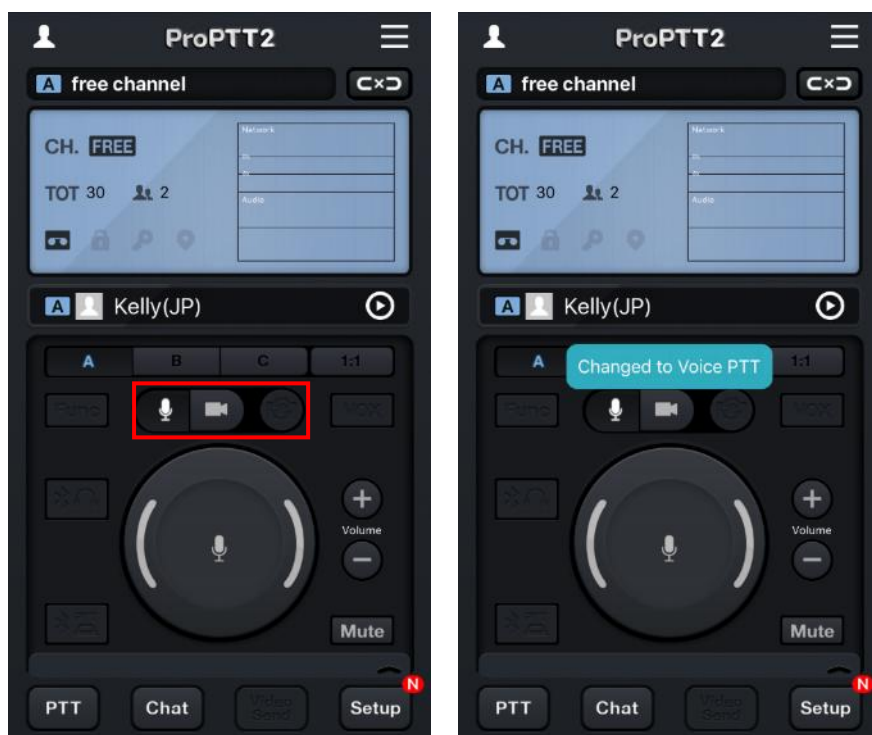 ProPTT2
A free channel
CH. FREE
Network
TOT 30 2
Audio
A Kelly(JP)
A B C 1:1
Func VOX
Volume
Mute
PTT Chat Video Send Setup N
ProPTT2
A free channel
CH. FREE
Network
TOT 30 2
Audio
A Kelly(JP)
A Changed to Voice PTT 1:1
Func VOX
Volume
Mute
PTT Chat Video Send Setup N